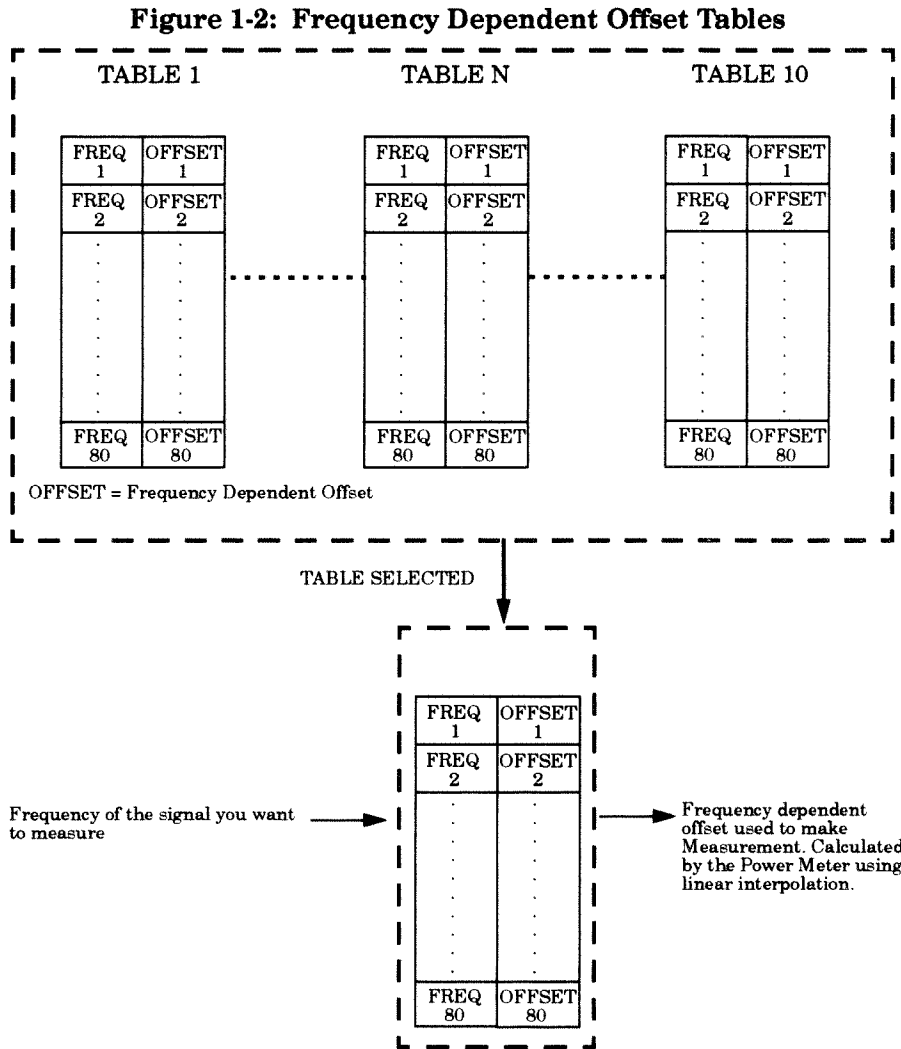 Figure 1-2: Frequency Dependent Offset Tables
TABLE 1
TABLE N
TABLE 10
FREQ 1
OFFSET 1
FREQ 2
OFFSET 2
FREQ 80
OFFSET 80
FREQ 1
OFFSET 1
FREQ 2
OFFSET 2
FREQ 80
OFFSET 80
FREQ 1
OFFSET 1
FREQ 2
OFFSET 2
FREQ 80
OFFSET 80
OFFSET = Frequency Dependent Offset
TABLE SELECTED
FREQ 1
OFFSET 1
FREQ 2
OFFSET 2
FREQ 80
OFFSET 80
Frequency of the signal you want
to measure
Frequency dependent
offset used to make
Measurement. Calculated
by the Power Meter using
linear interpolation.